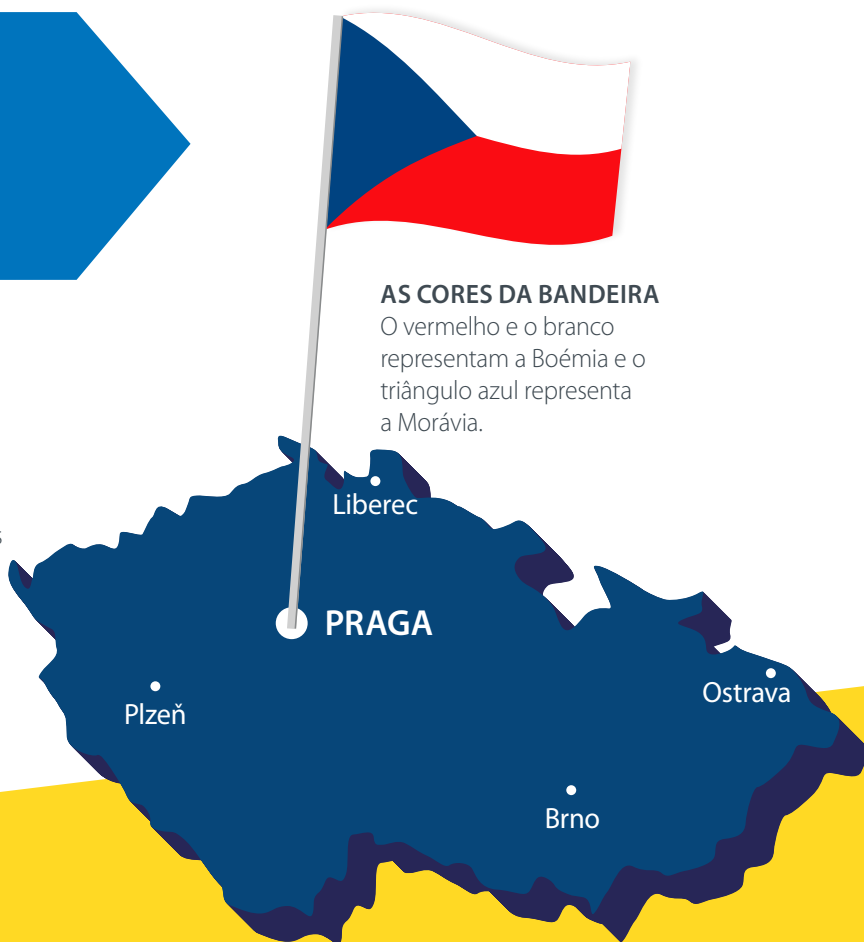 AS CORES DA BANDEIRA
O vermelho e o branco
representam a Boémia e o
triângulo azul representa
a Morávia.
Liberec
PRAGA
Plzeň
Ostrava
Brno